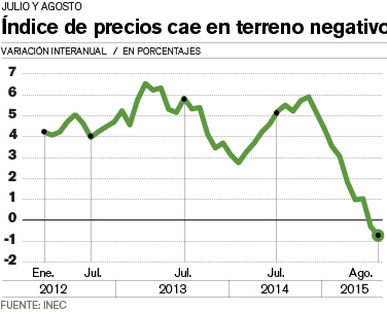 JULIO Y AGOSTO
Índice de precios cae en terreno negativo
VARIACIÓN INTERANUAL / EN PORCENTAJES
7
6
5
4
3
2
1
0
-1
-2
Ene. Jul. Jul. Jul. Ago.
2012 2013 2014 2015
FUENTE: INEC